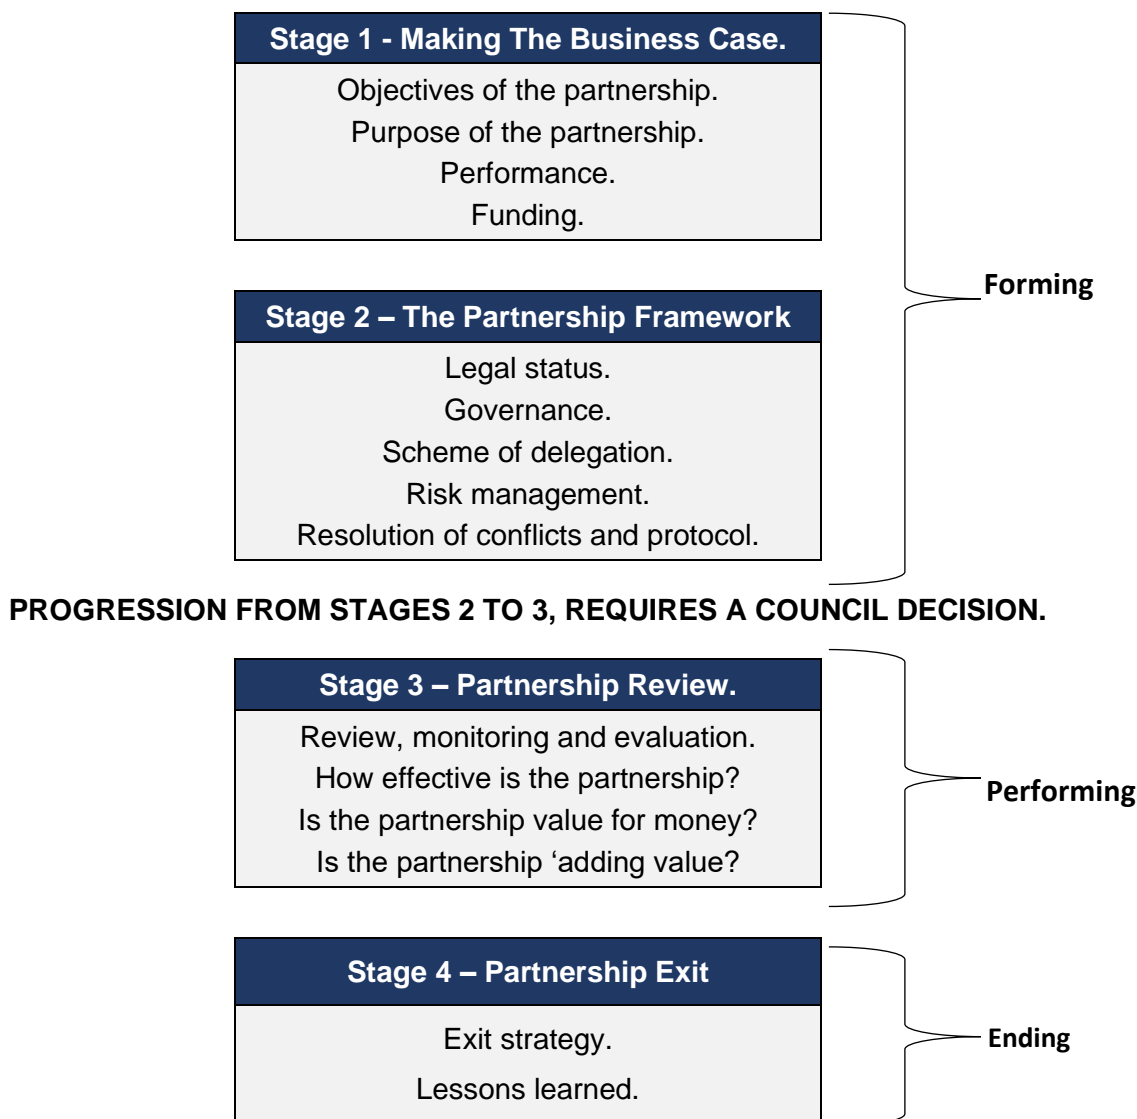 Stage 1 - Making The Business Case.
Objectives of the partnership.
Purpose of the partnership.
Performance.
Funding.
Forming
Stage 2 – The Partnership Framework
Legal status.
Governance.
Scheme of delegation.
Risk management.
Resolution of conflicts and protocol.
PROGRESSION FROM STAGES 2 TO 3, REQUIRES A COUNCIL DECISION.
Stage 3 – Partnership Review.
Review, monitoring and evaluation.
How effective is the partnership?
Is the partnership value for money?
Is the partnership ‘adding value?
Performing
Stage 4 – Partnership Exit
Exit strategy.
Lessons learned.
Ending